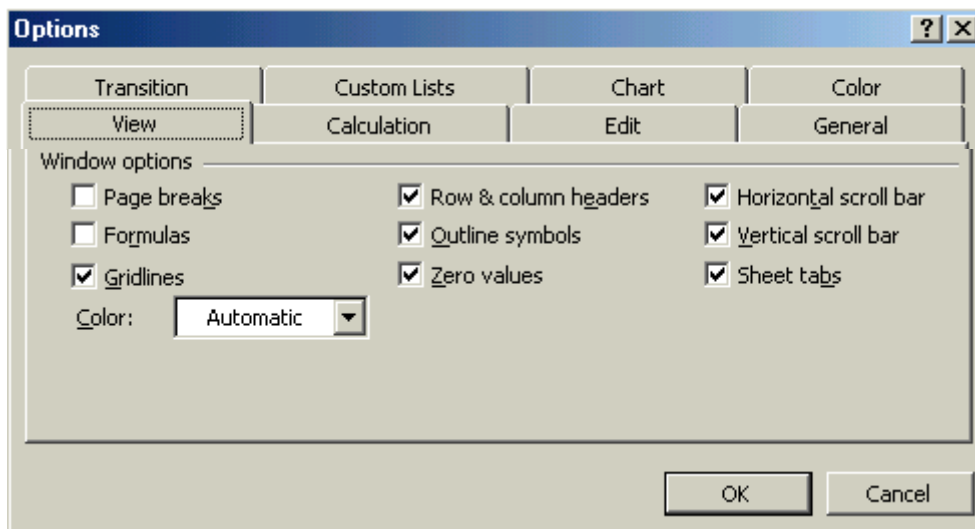 Options
Transition Custom Lists Chart Color
View Calculation Edit General
Window options
Page breaks Row & column headers Horizontal scroll bar
Formulas Outline symbols Vertical scroll bar
Gridlines Zero values Sheet tabs
Color: Automatic
OK Cancel